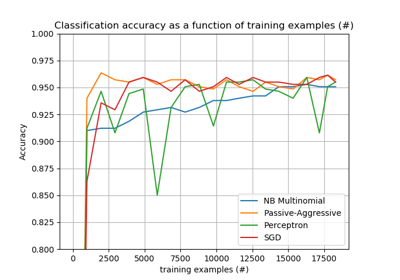 Classification accuracy as a function of training examples (#)
1.000
0.975
0.950
0.925
0.900
0.875
0.850
0.825
0.800
Accuracy
NB Multinomial
Passive-Aggressive
Perceptron
SGD
0 2500 5000 7500 10000 12500 15000 17500
training examples (#)